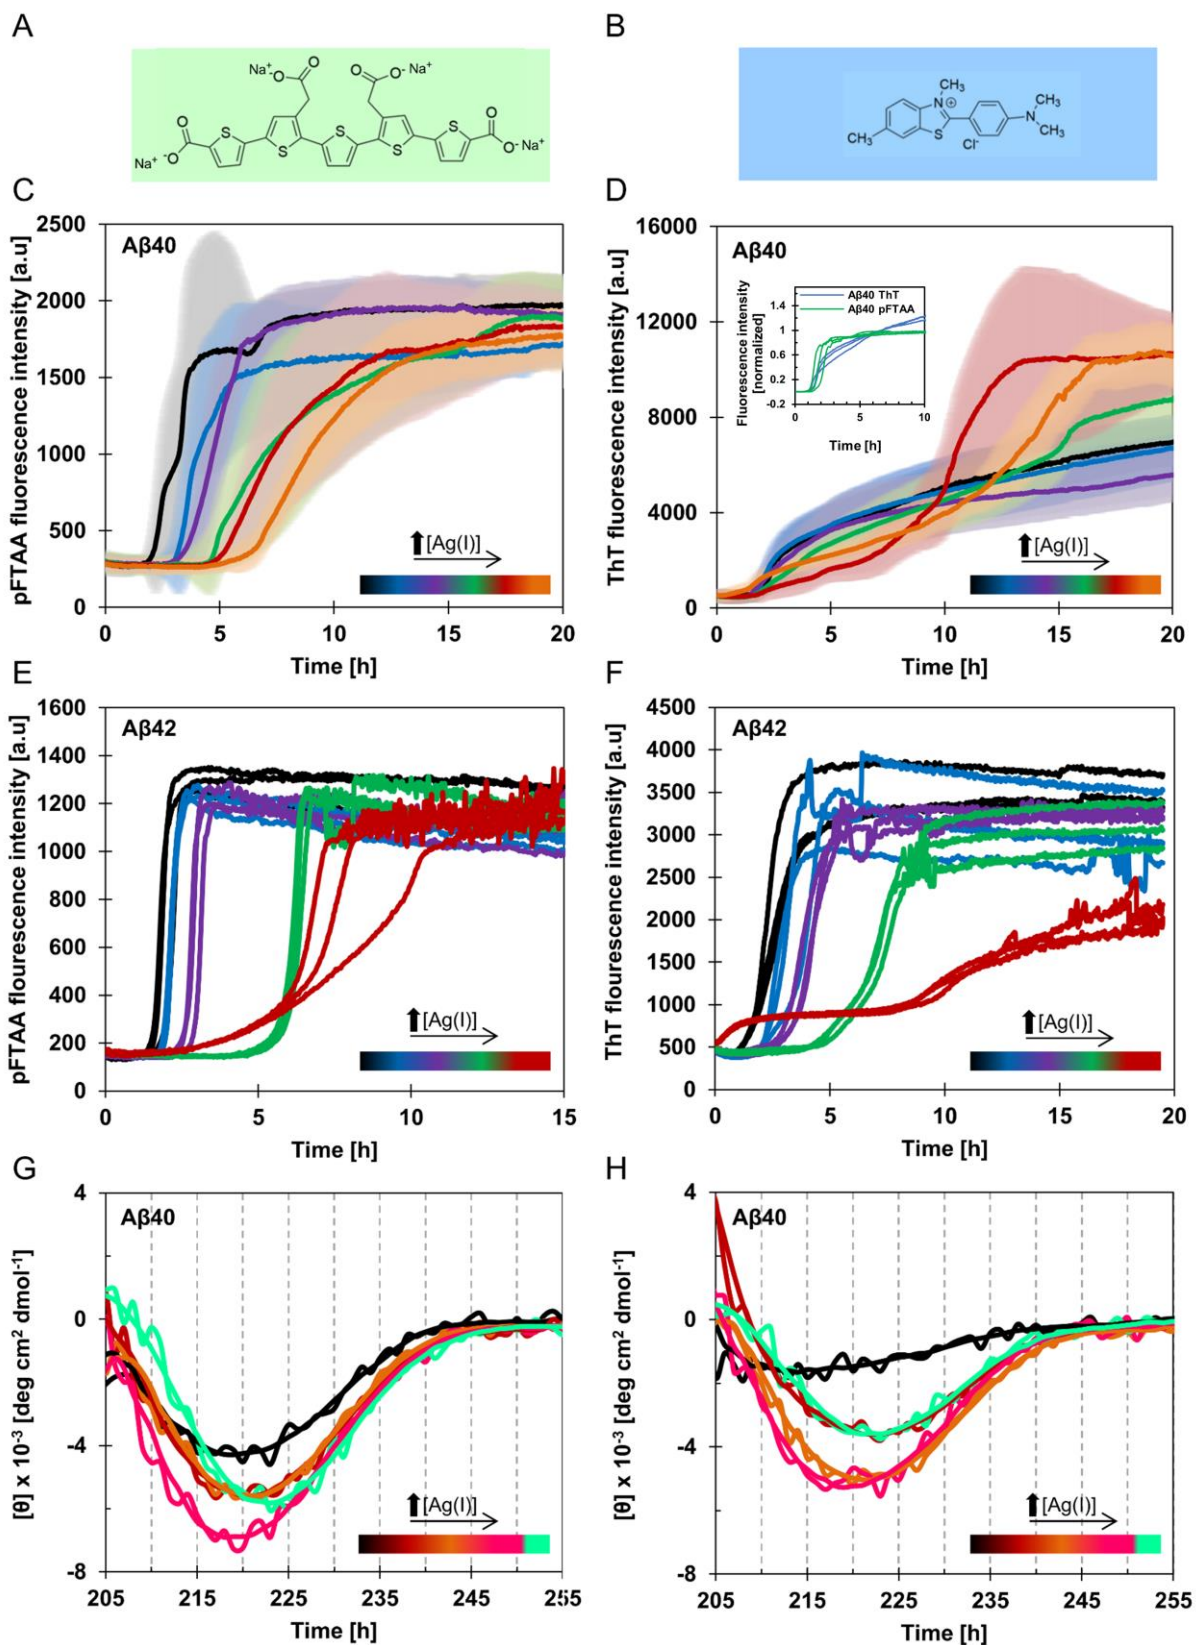 A
B
Na⁺
O
-O
O
O- Na⁺
O
Na⁺ -O
S
S
S
S
S
O
O- Na⁺
CH₃
N⊕
CH₃
S
Cl⁻
CH₃
N
CH₃
C
D
pFTAA fluorescence intensity [a.u]
2500
2000
1500
1000
500
0
Aβ40
[Ag(I)]
0 5 10 15 20
Time [h]
ThT fluorescence intensity [a.u]
16000
12000
8000
4000
0
Aβ40
Fluorescence intensity
[normalized]
1.4
1
0.6
0.2
-0.2
Aβ40 ThT
Aβ40 pFTAA
0 5 10
Time [h]
[Ag(I)]
0 5 10 15 20
Time [h]
E
F
pFTAA flourescence intensity [a.u]
1600
1400
1200
1000
800
600
400
200
0
Aβ42
[Ag(I)]
0 5 10 15
Time [h]
ThT flourescence intensity [a.u]
4500
4000
3500
3000
2500
2000
1500
1000
500
0
Aβ42
[Ag(I)]
0 5 10 15 20
Time [h]
G
H
[θ] x 10⁻³ [deg cm² dmol⁻¹]
4
0
-4
-8
Aβ40
[Ag(I)]
205 215 225 235 245 255
Time [h]
[θ] x 10⁻³ [deg cm² dmol⁻¹]
4
0
-4
-8
Aβ40
[Ag(I)]
205 215 225 235 245 255
Time [h]